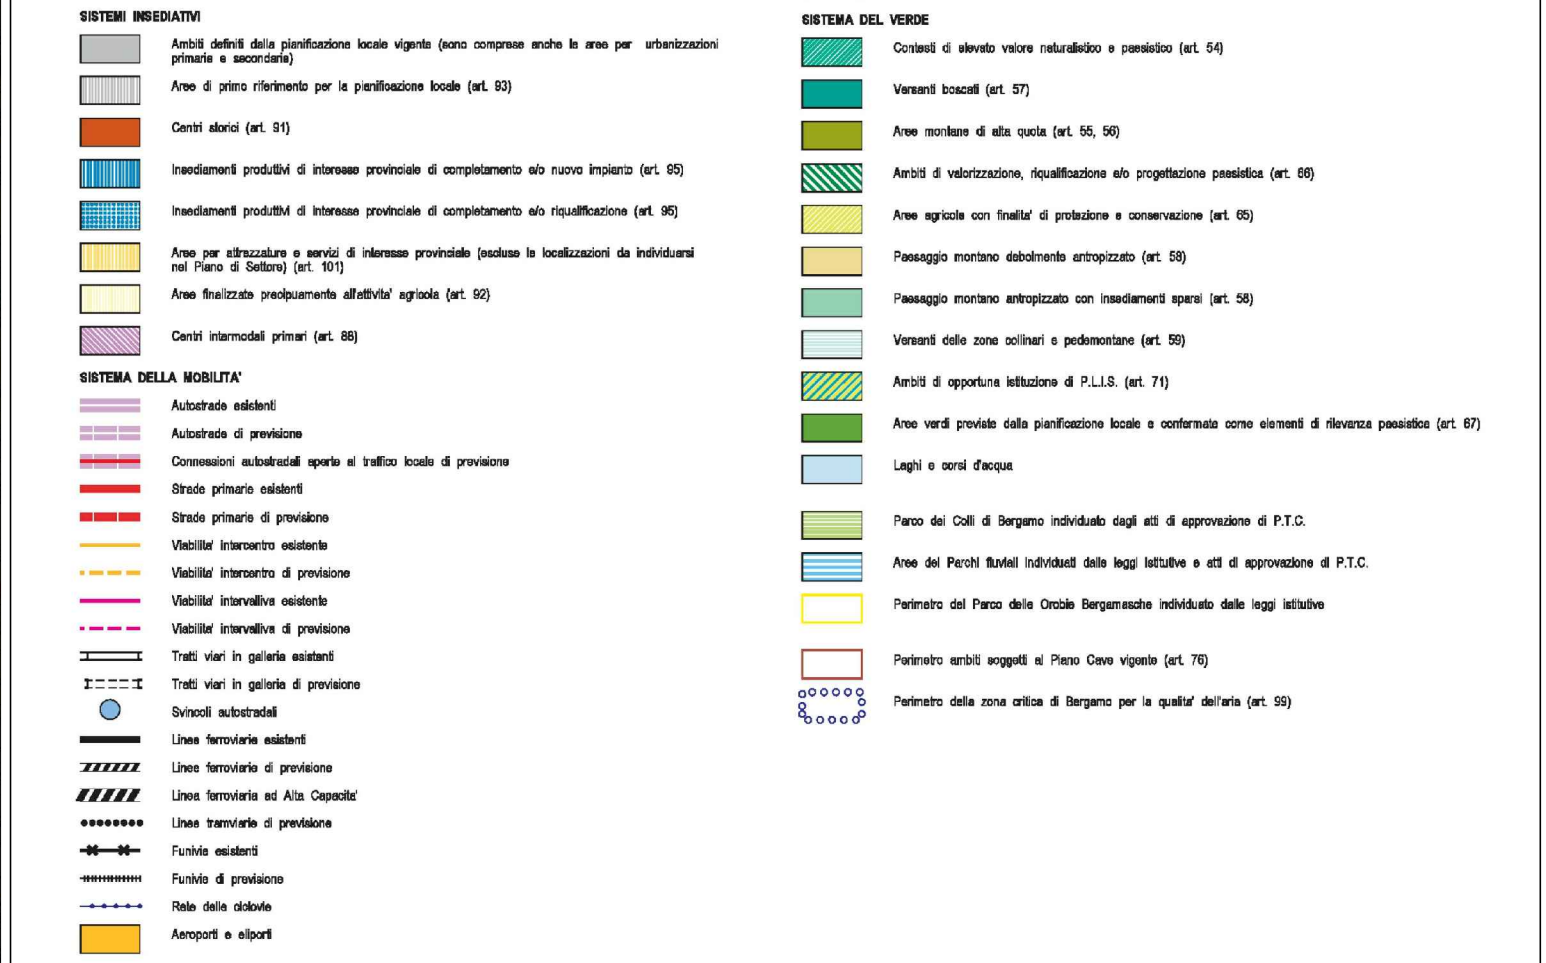 SISTEMI INSEDIATIVI
Ambiti definiti dalla pianificazione locale vigente (sono comprese anche le aree per urbanizzazioni
primarie e secondarie)
Aree di primo riferimento per la pianificazione locale (art. 93)
Centri storici (art. 91)
Insediamenti produttivi di interesse provinciale di completamento e/o nuovo impianto (art. 95)
Insediamenti produttivi di interesse provinciale di completamento e/o riqualificazione (art. 95)
Aree per attrezzature e servizi di interesse provinciale (escluse le localizzazioni da individuarsi
nel Piano di Settore) (art. 101)
Aree finalizzate precipuamente all'attivita' agricola (art. 92)
Centri intermodali primari (art. 88)
SISTEMA DELLA MOBILITA'
Autostrade esistenti
Autostrade di previsione
Connessioni autostradali aperte al traffico locale di previsione
Strade primarie esistenti
Strade primarie di previsione
Viabilita' intercentro esistente
Viabilita' intercentro di previsione
Viabilita' intervalliva esistente
Viabilita' intervalliva di previsione
Tratti viari in galleria esistenti
Tratti viari in galleria di previsione
Svincoli autostradali
Linee ferroviarie esistenti
Linee ferroviarie di previsione
Linea ferroviaria ad Alta Capacita'
Linee tramviarie di previsione
Funivie esistenti
Funivie di previsione
Rete delle ciclovie
Aeroporti e eliporti
SISTEMA DEL VERDE
Contesti di elevato valore naturalistico e paesistico (art. 54)
Versanti boscati (art. 57)
Aree montane di alta quota (art. 55, 56)
Ambiti di valorizzazione, riqualificazione e/o progettazione paesistica (art. 66)
Aree agricole con finalita' di protezione e conservazione (art. 65)
Paesaggio montano debolmente antropizzato (art. 58)
Paesaggio montano antropizzato con insediamenti sparsi (art. 58)
Versanti delle zone collinari e pedemontane (art. 59)
Ambiti di opportuna istituzione di P.L.I.S. (art. 71)
Aree verdi previste dalla pianificazione locale e confermate come elementi di rilevanza paesistica (art. 67)
Laghi e corsi d'acqua
Parco dei Colli di Bergamo individuato dagli atti di approvazione di P.T.C.
Aree dei Parchi fluviali individuati dalle leggi istitutive e atti di approvazione di P.T.C.
Perimetro del Parco delle Orobie Bergamasche individuato dalle leggi istitutive
Perimetro ambiti soggetti al Piano Cave vigente (art. 76)
Perimetro della zona critica di Bergamo per la qualita' dell'aria (art. 99)